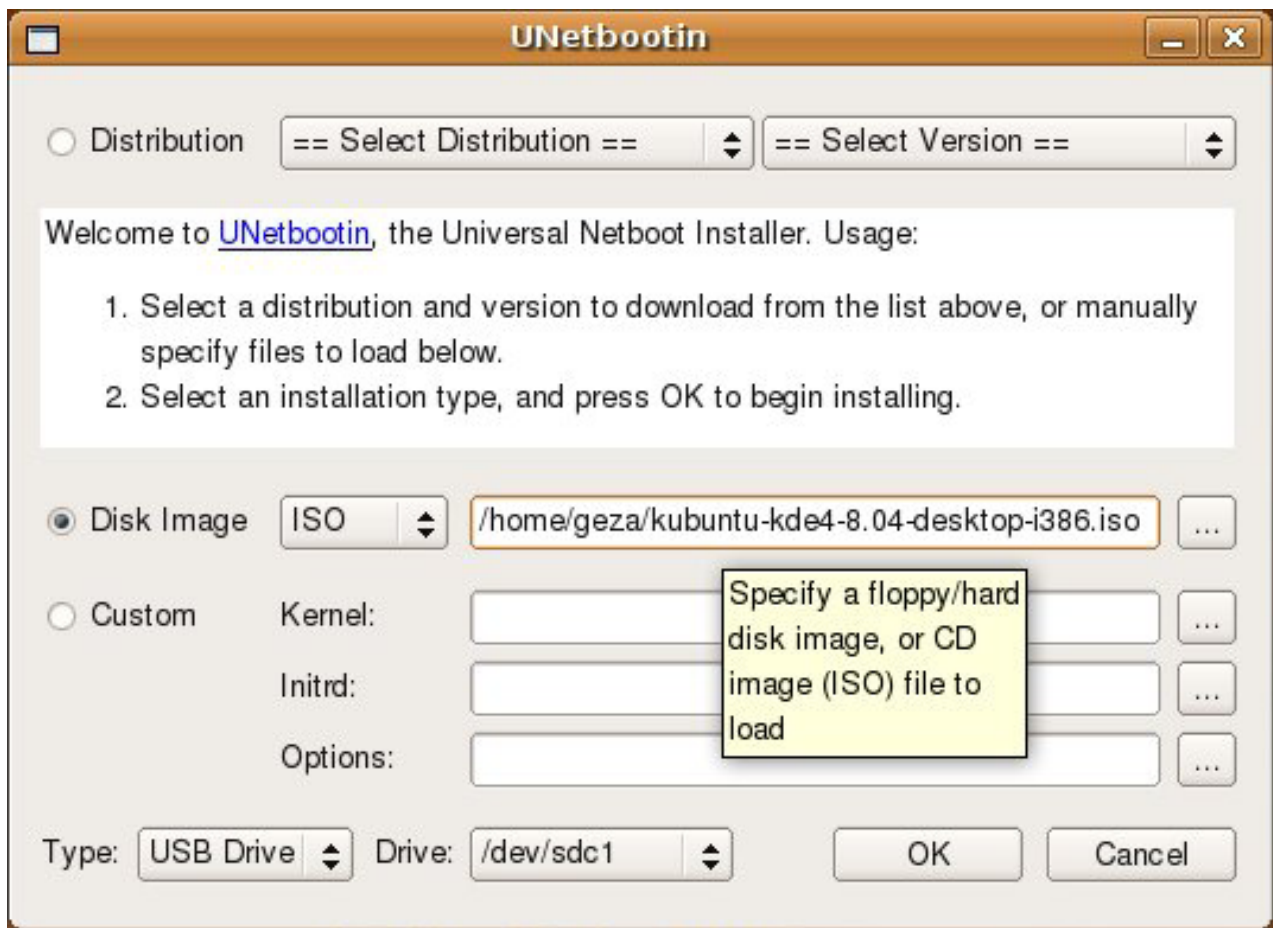 UNetbootin
Distribution == Select Distribution == == Select Version ==
Welcome to UNetbootin, the Universal Netboot Installer. Usage:
1. Select a distribution and version to download from the list above, or manually
specify files to load below.
2. Select an installation type, and press OK to begin installing.
Disk Image ISO /home/geza/kubuntu-kde4-8.04-desktop-i386.iso ...
Specify a floppy/hard
disk image, or CD
image (ISO) file to
load
Custom Kernel: ...
Initrd: ...
Options: ...
Type: USB Drive Drive: /dev/sdc1 OK Cancel